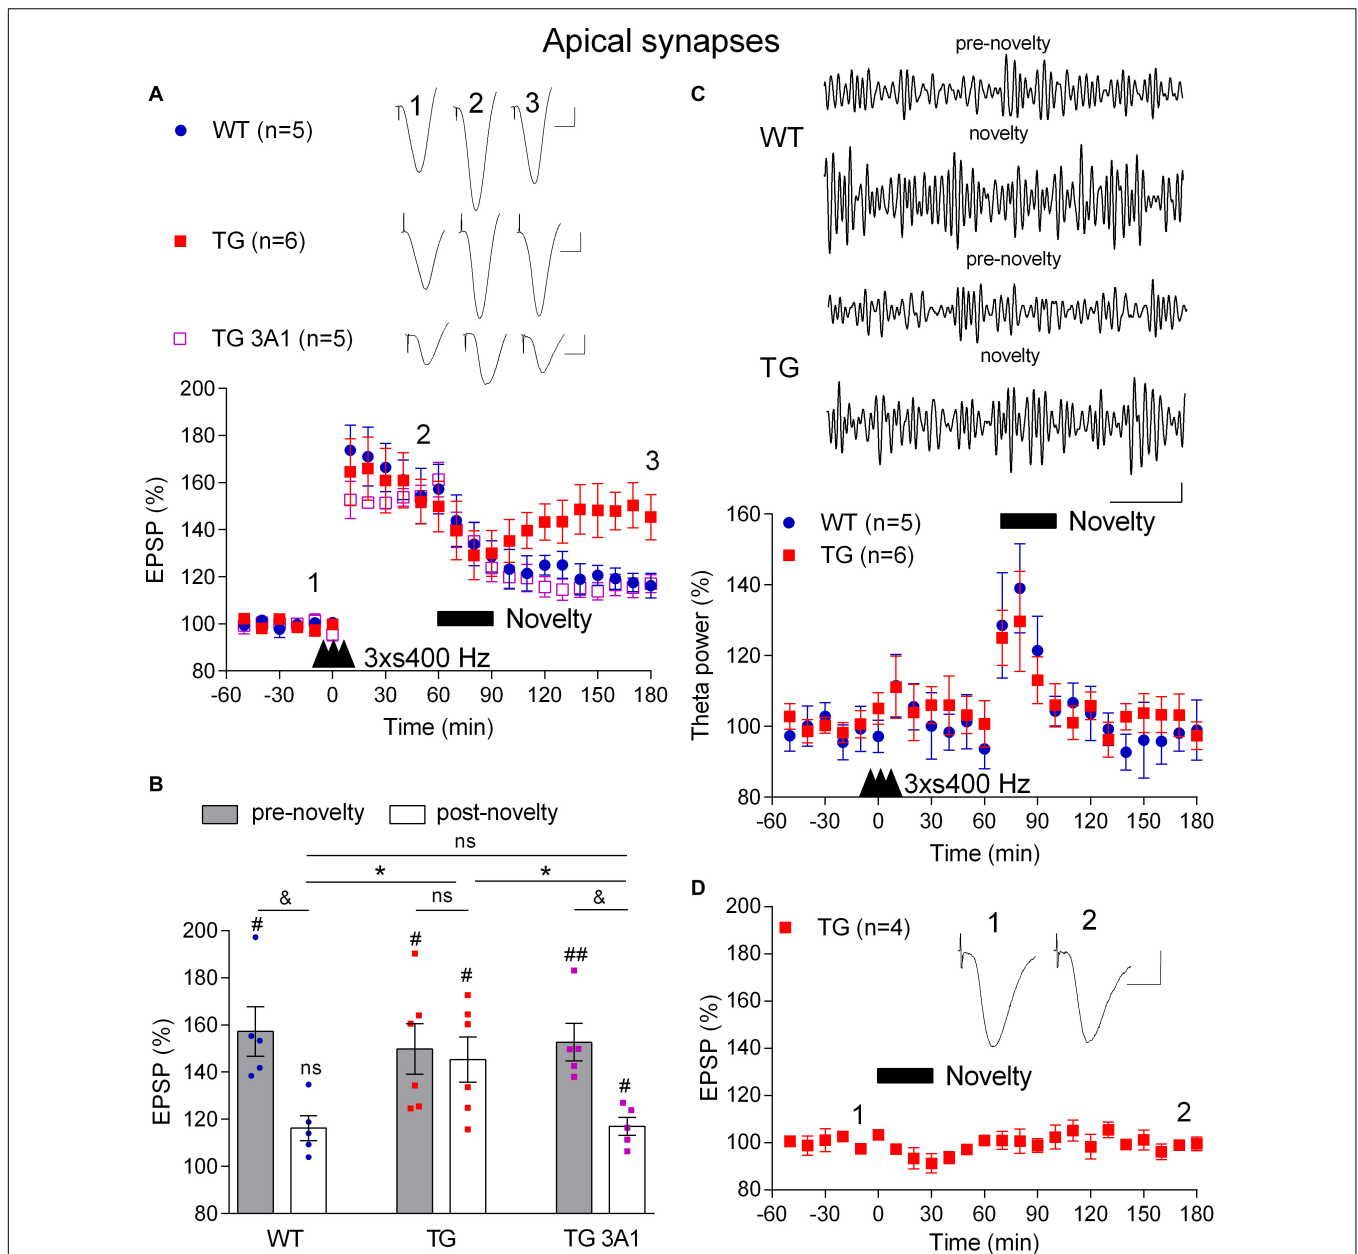 Apical synapses
A
WT (n=5)
TG (n=6)
TG 3A1 (n=5)
1 2 3
200
180
160
140
120
100
80
EPSP (%)
1
2
3
Novelty
3xs400 Hz
-60 -30 0 30 60 90 120 150 180
Time (min)
B
pre-novelty post-novelty
ns
* *
& ns &
# ns # # ## #
200
180
160
140
120
100
80
EPSP (%)
WT TG TG 3A1
C
pre-novelty
WT
novelty
pre-novelty
TG
novelty
160
140
120
100
80
Theta power (%)
WT (n=5)
TG (n=6)
Novelty
3xs400 Hz
-60 -30 0 30 60 90 120 150 180
Time (min)
D
TG (n=4)
1 2
200
180
160
140
120
100
80
EPSP (%)
Novelty
1 2
-60 -30 0 30 60 90 120 150 180
Time (min)